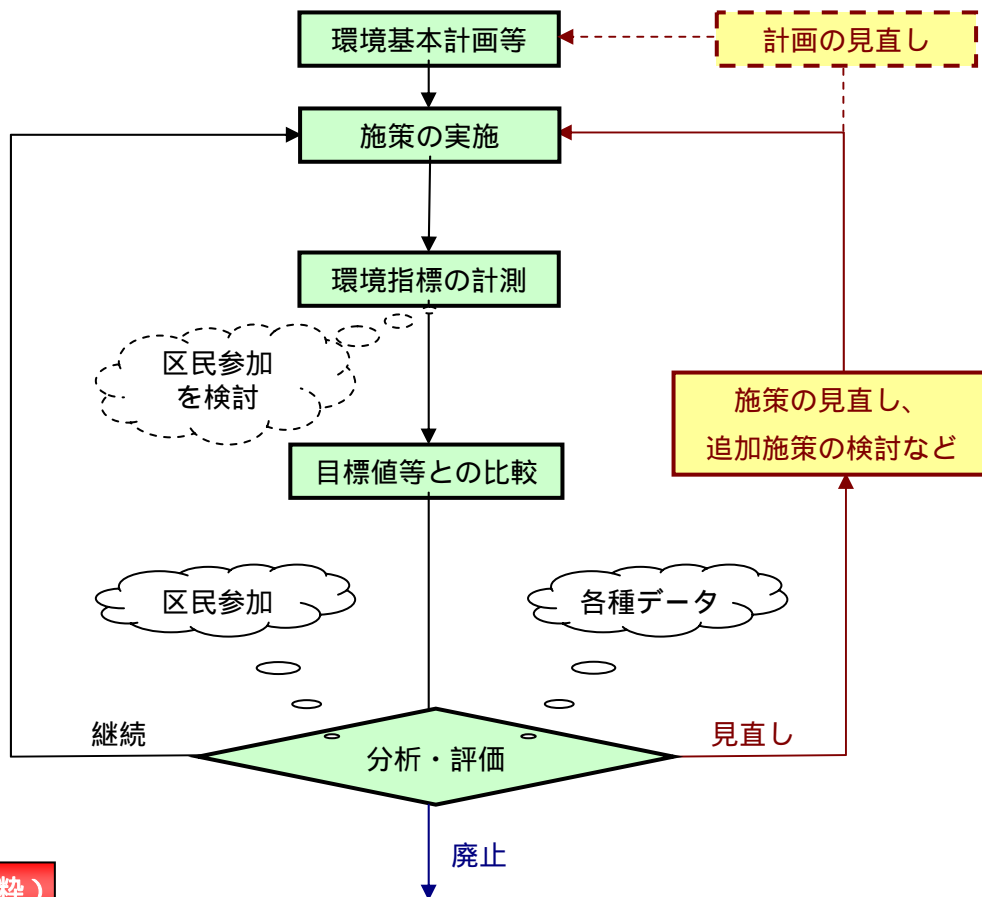 環境基本計画等
計画の見直し
施策の実施
環境指標の計測
区民参加
を検討
施策の見直し、
追加施策の検討など
目標値等との比較
区民参加
各種データ
継続
見直し
分析・評価
廃止
粋）